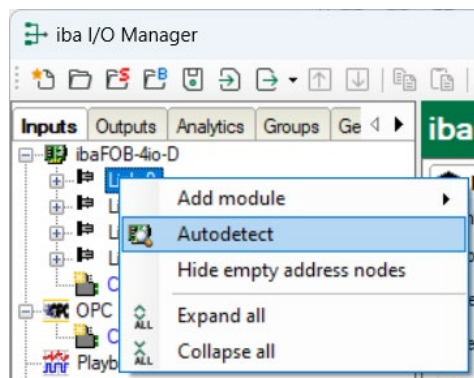 iba I/O Manager
Inputs Outputs Analytics Groups Ge iba
ibaFOB-4io-D
Add module
Autodetect
Hide empty address nodes
OPC
Expand all
Collapse all
ALL
ALL